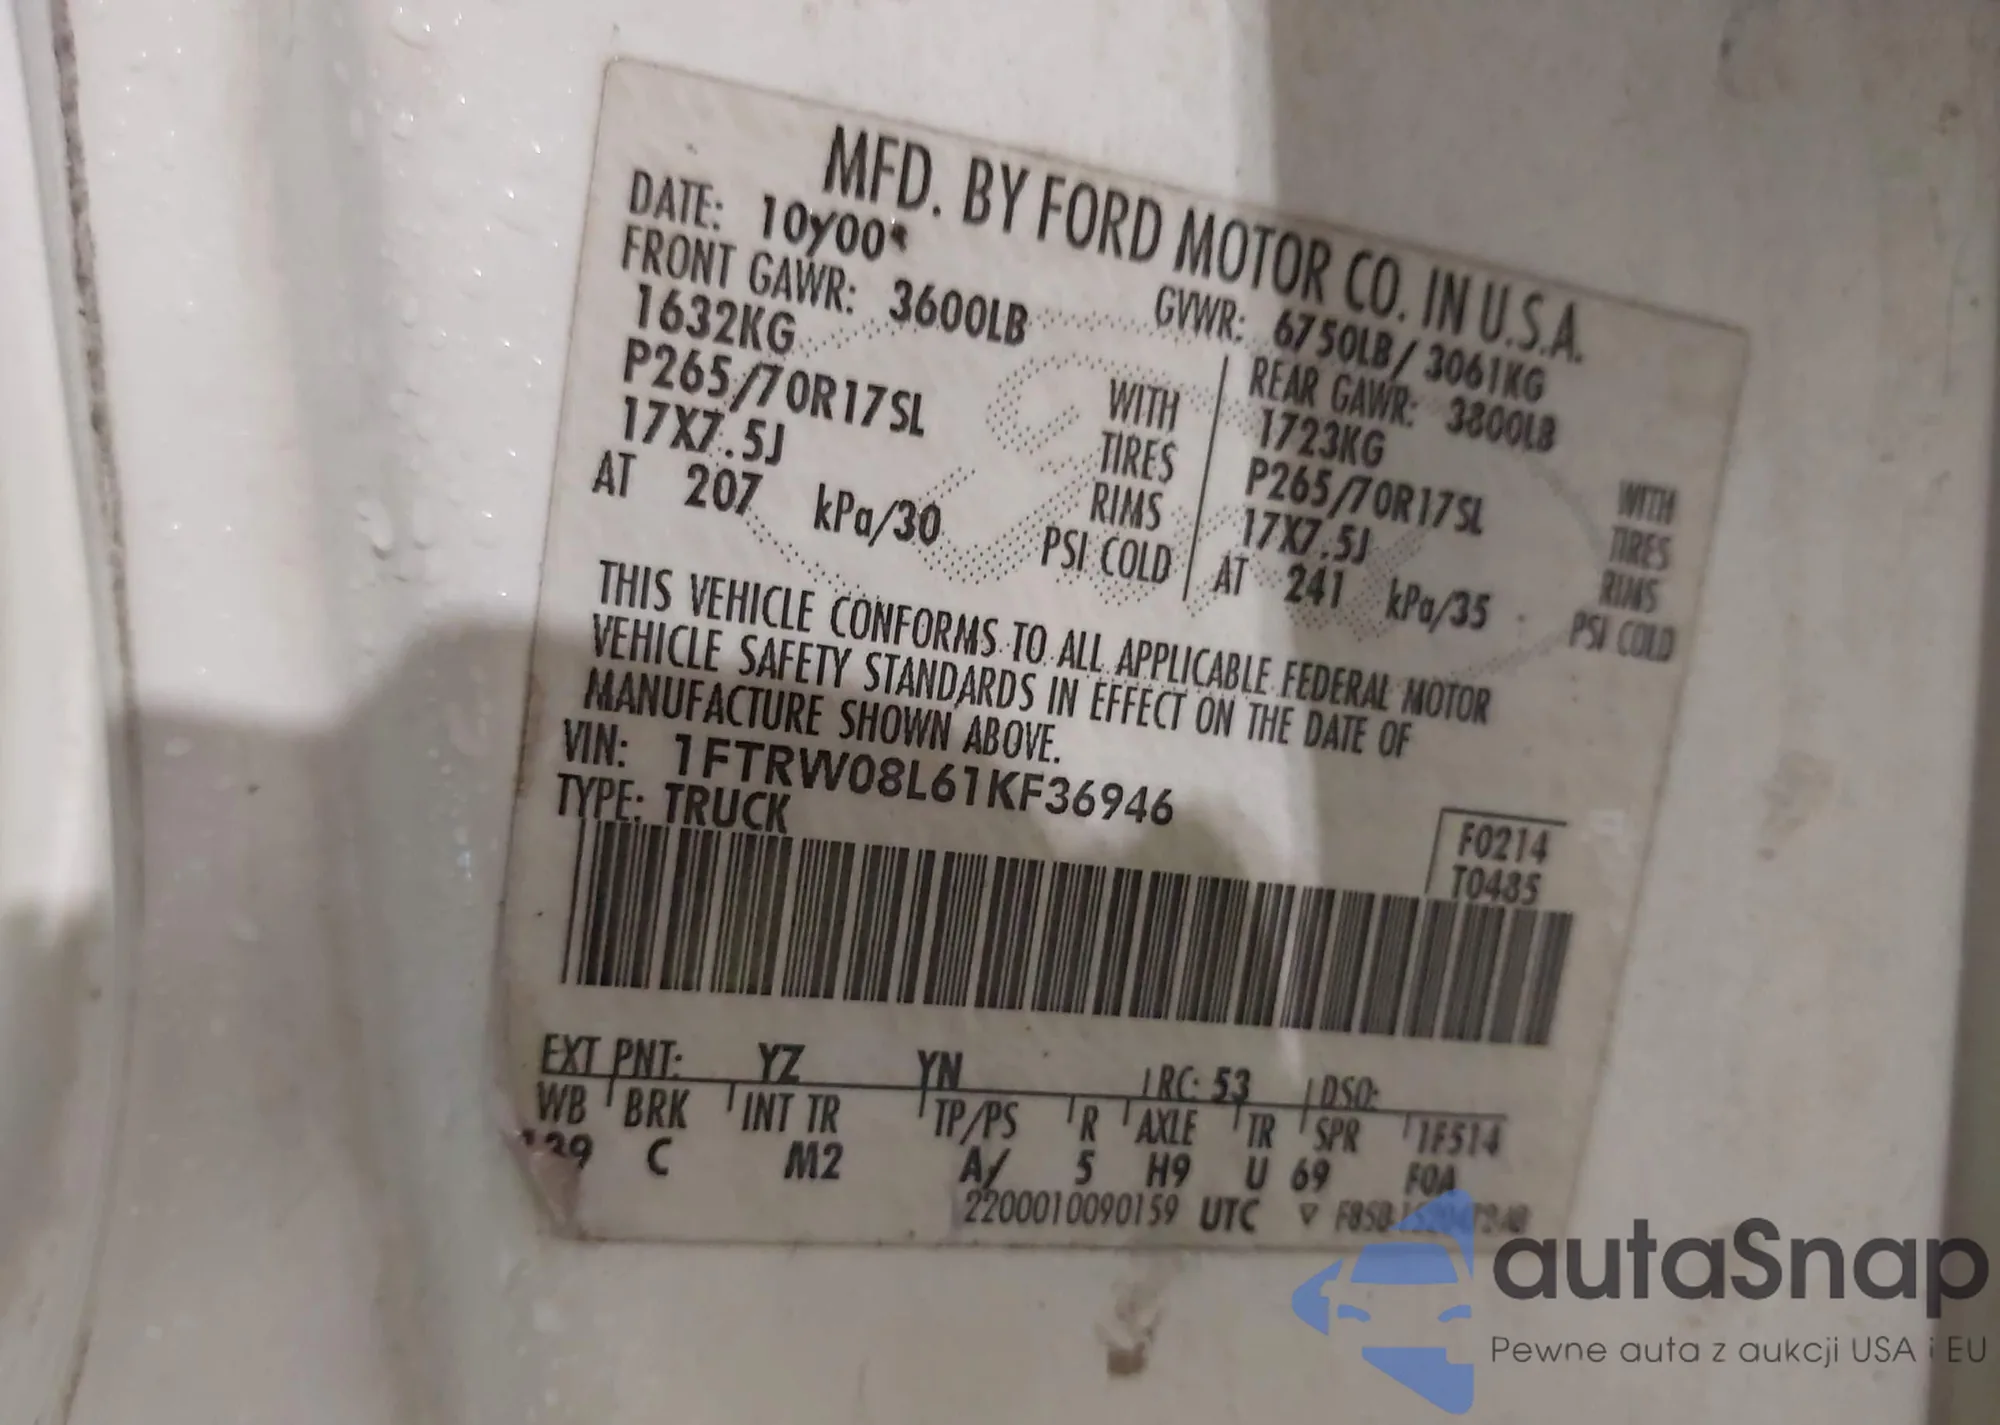 MFD. BY FORD MOTOR CO. IN U.S.A.
DATE: 10y00* GVWR: 6750LB/ 3061KG
FRONT GAWR: 3600LB REAR GAWR: 3800LB
1632KG WITH 1723KG WITH
P265/70R17SL TIRES P265/70R17SL TIRES
17X7.5J RIMS 17X7.5J RIMS
AT 207 kPa/30 PSI COLD AT 241 kPa/35 PSI COLD
THIS VEHICLE CONFORMS TO ALL APPLICABLE FEDERAL MOTOR
VEHICLE SAFETY STANDARDS IN EFFECT ON THE DATE OF
MANUFACTURE SHOWN ABOVE.
VIN: 1FTRW08L61KF36946
TYPE: TRUCK
F0214
T0485
EXT PNT: YZ YN RC: 53 DSO:
WB BRK INT TR TP/PS R AXLE TR SPR 1F514
139 C M2 A/ 5 H9 U 69 FOA
2200010090159 UTC
autaSnap
Pewne auta z aukcji USA i EU